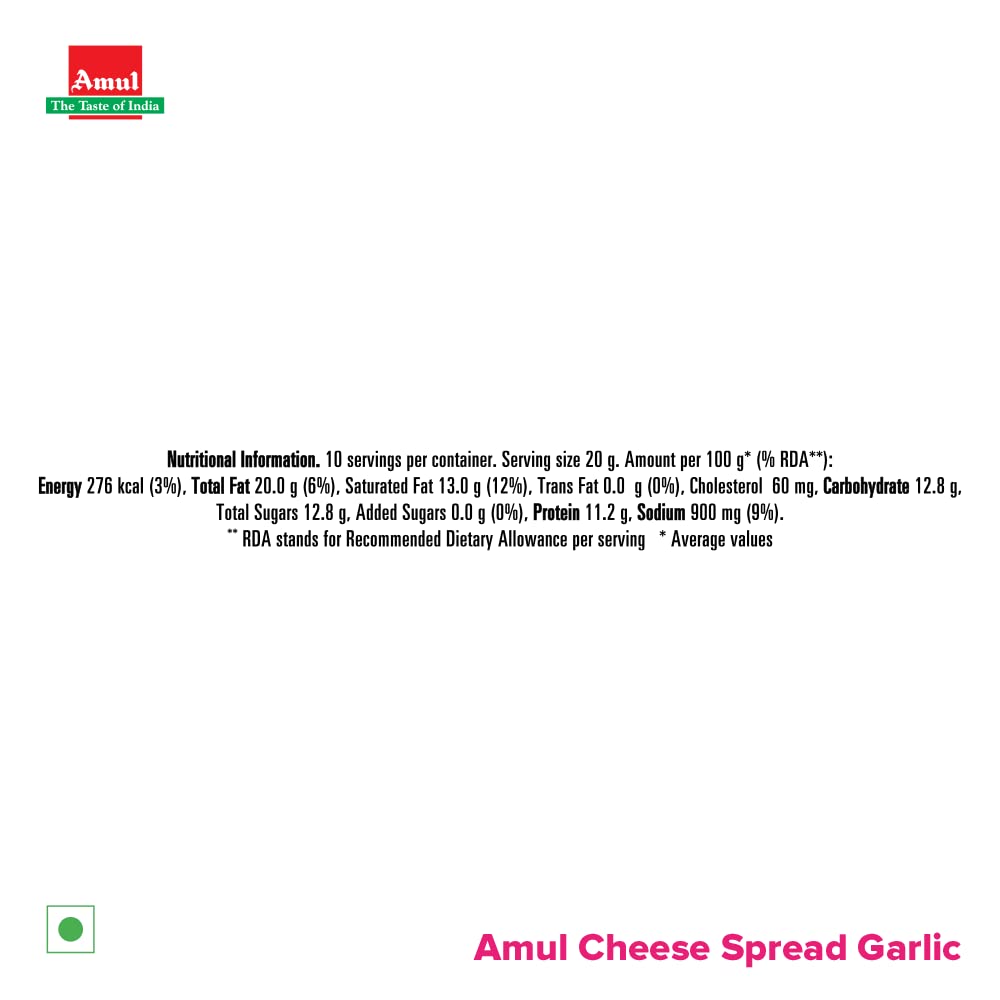 Amul
The Taste of India
Nutritional Information. 10 servings per container. Serving size 20 g. Amount per 100 g* (% RDA**):
Energy 276 kcal (3%), Total Fat 20.0 g (6%), Saturated Fat 13.0 g (12%), Trans Fat 0.0 g (0%), Cholesterol 60 mg, Carbohydrate 12.8 g,
Total Sugars 12.8 g, Added Sugars 0.0 g (0%), Protein 11.2 g, Sodium 900 mg (9%).
** RDA stands for Recommended Dietary Allowance per serving * Average values
Amul Cheese Spread Garlic